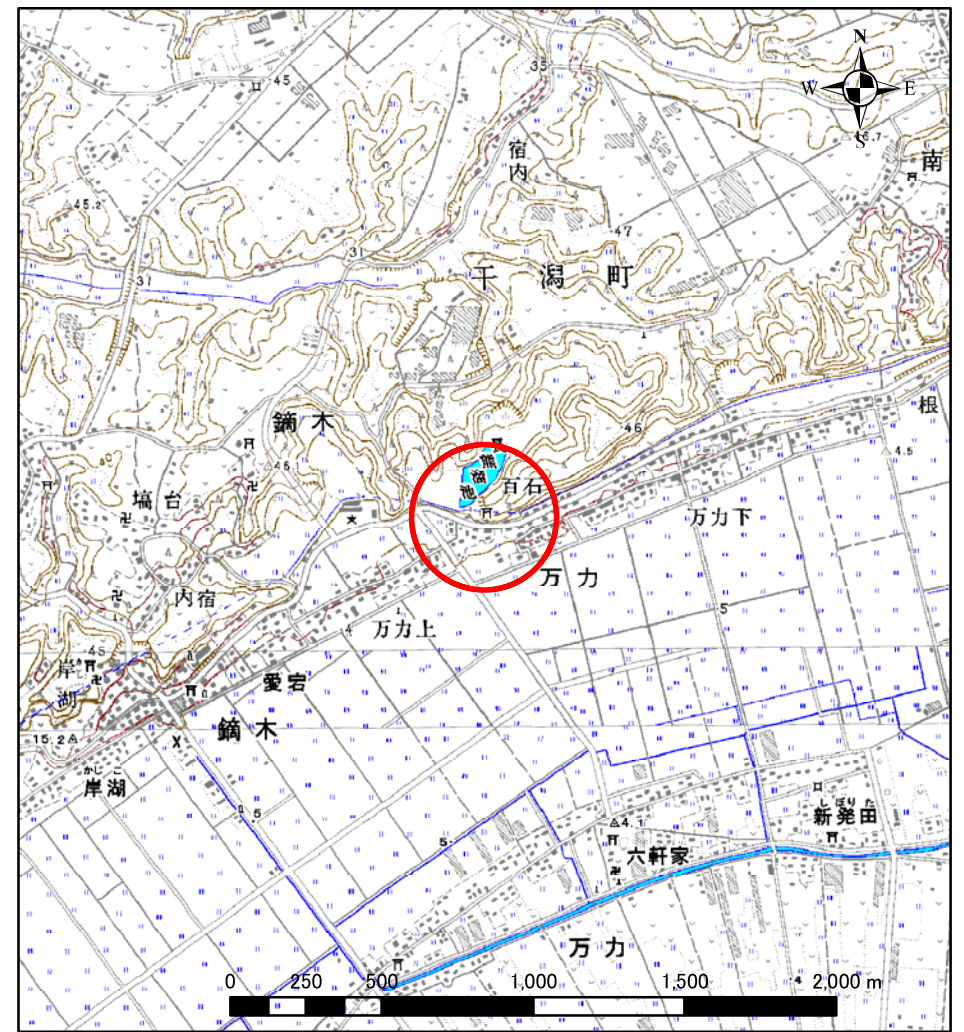 N
W E
S
35
45
46.7
南
宿内
45.2
47
31
31
干潟町
鏑木
46
根
46.1
熊野池
百石
4.5
塙台
万力下
万力
内宿
5
4
万力上
45
岸湖
愛宕
鏑木
15.2
かしこ
岸湖
5
5
しぼりた
新発田
4.1
六軒家
万力
4
0 250 500 1,000 1,500 2,000 m